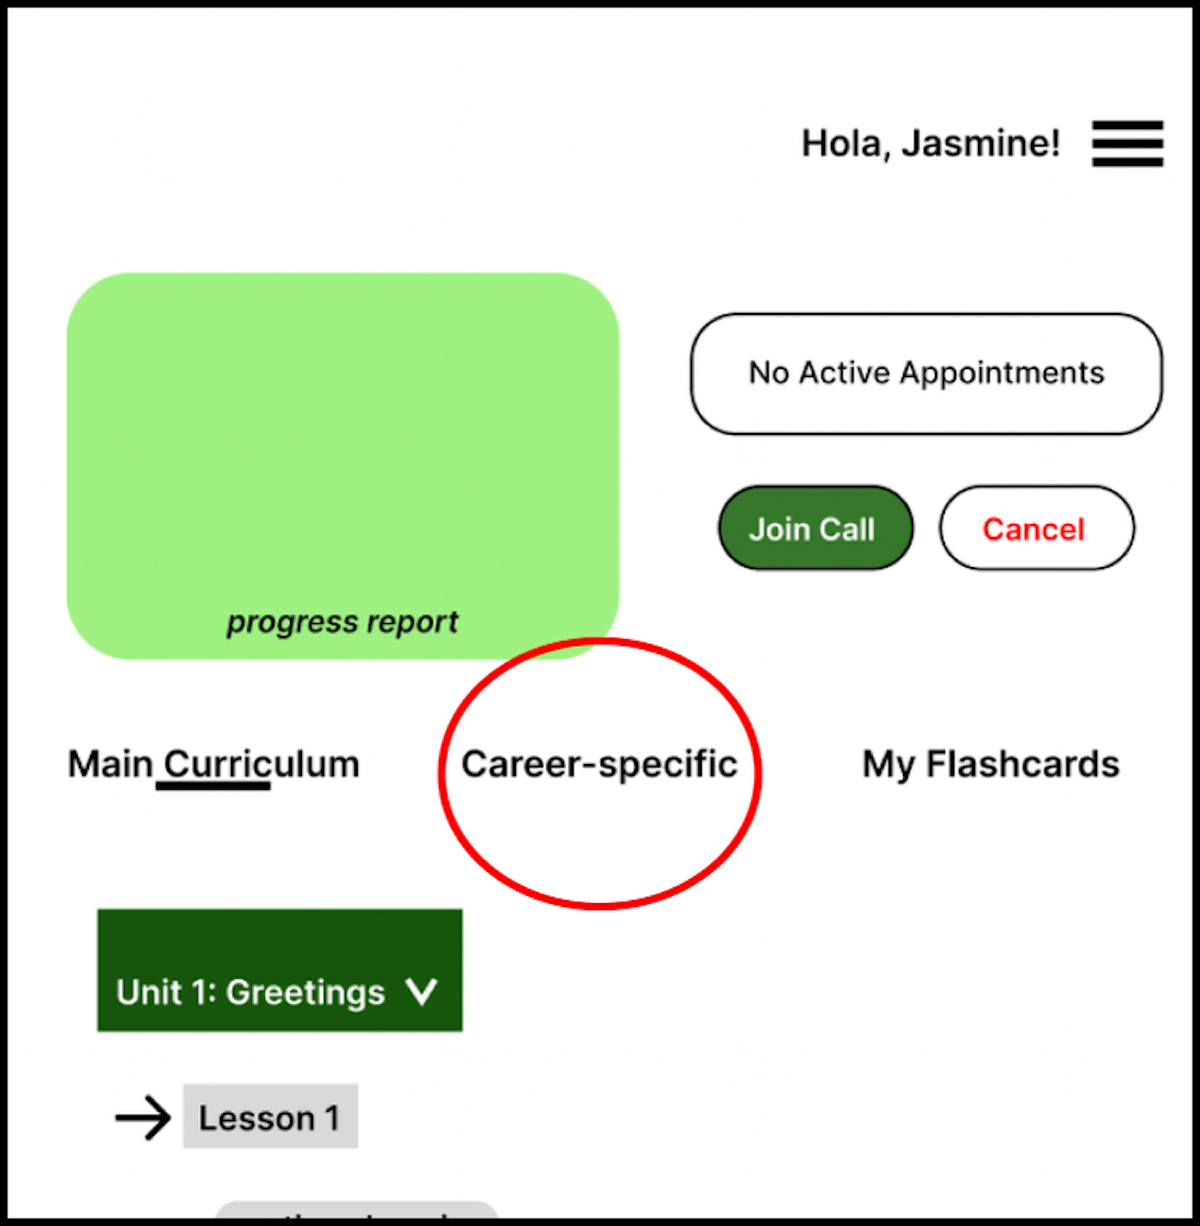 Hola, Jasmine!
No Active Appointments
Join Call
Cancel
progress report
Main Curriculum
Career-specific
My Flashcards
Unit 1: Greetings
Lesson 1